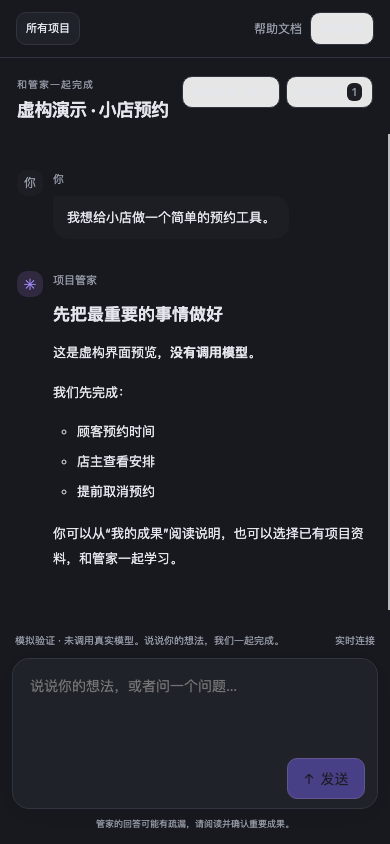 所有项目
帮助文档
和管家一起完成
虚构演示 · 小店预约
1
你
你
我想给小店做一个简单的预约工具。
项目管家
先把最重要的事情做好
这是虚构界面预览，没有调用模型。
我们先完成：
顾客预约时间
店主查看安排
提前取消预约
你可以从“我的成果”阅读说明，也可以选择已有项目资
料，和管家一起学习。
模拟验证 · 未调用真实模型。说说你的想法，我们一起完成。
实时连接
说说你的想法，或者问一个问题...
↑ 发送
管家的回答可能有疏漏，请阅读并确认重要成果。